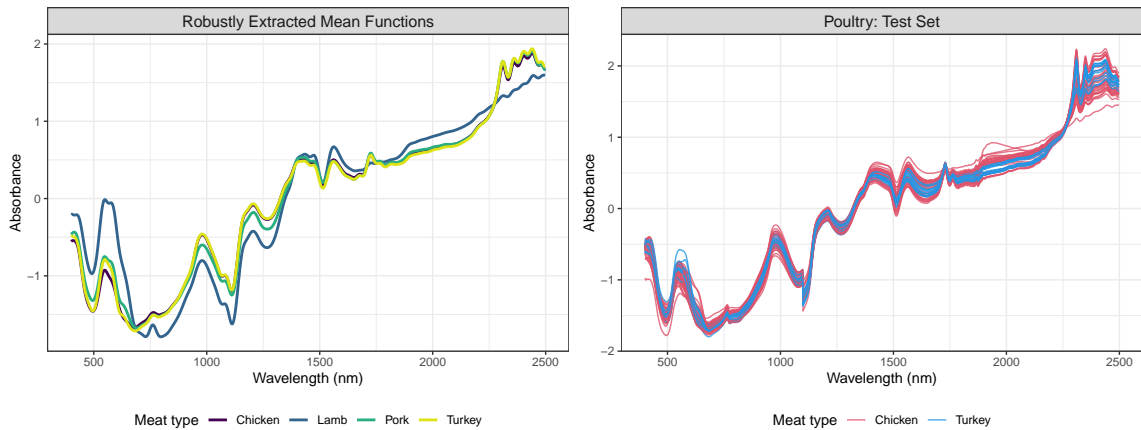 Robustly Extracted Mean Functions
2
1
0
−1
Absorbance
500
1000
1500
2000
2500
Wavelength (nm)
Meat type Chicken Lamb Pork Turkey
Poultry: Test Set
2
1
0
−1
−2
Absorbance
500
1000
1500
2000
2500
Wavelength (nm)
Meat type Chicken Turkey